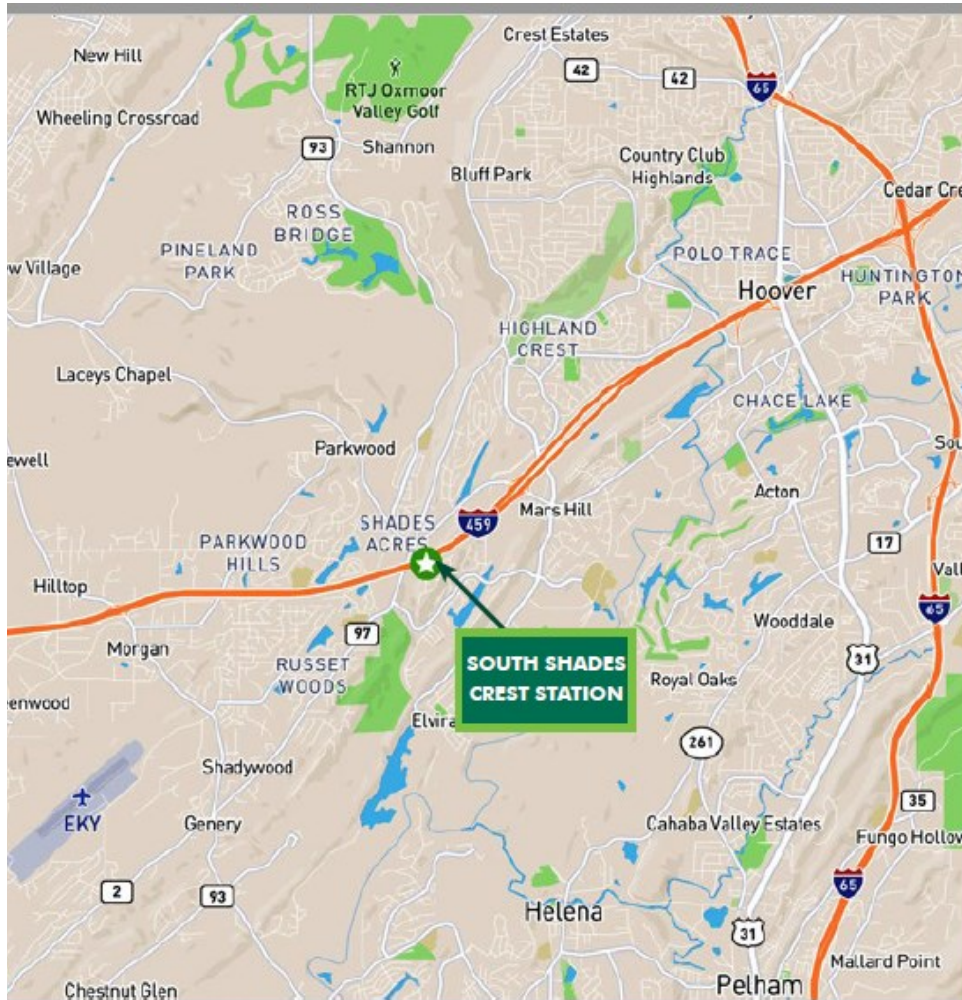 New Hill
Crest Estates
42
42
65
RTJ Oxmoor
Valley Golf
Wheeling Crossroad
93
Shannon
Country Club
Highlands
Bluff Park
Cedar Cre
ROSS
BRIDGE
PINELAND
PARK
POLO TRACE
ew Village
Hoover
HUNTINGTON
PARK
HIGHLAND
CREST
Laceys Chapel
CHACE LAKE
Parkwood
ewell
Sou
Acton
459
Mars Hill
SHADES
ACRES
PARKWOOD
HILLS
17
Hilltop
Vall
65
Wooddale
97
Morgan
31
SOUTH SHADES
CREST STATION
RUSSET
WOODS
Royal Oaks
eenwood
Elvira
261
Shadywood
35
EKY
Genery
Cahaba Valley Estates
Fungo Hollow
2
93
65
Helena
31
Mallard Point
Pelham
Chestnut Glen